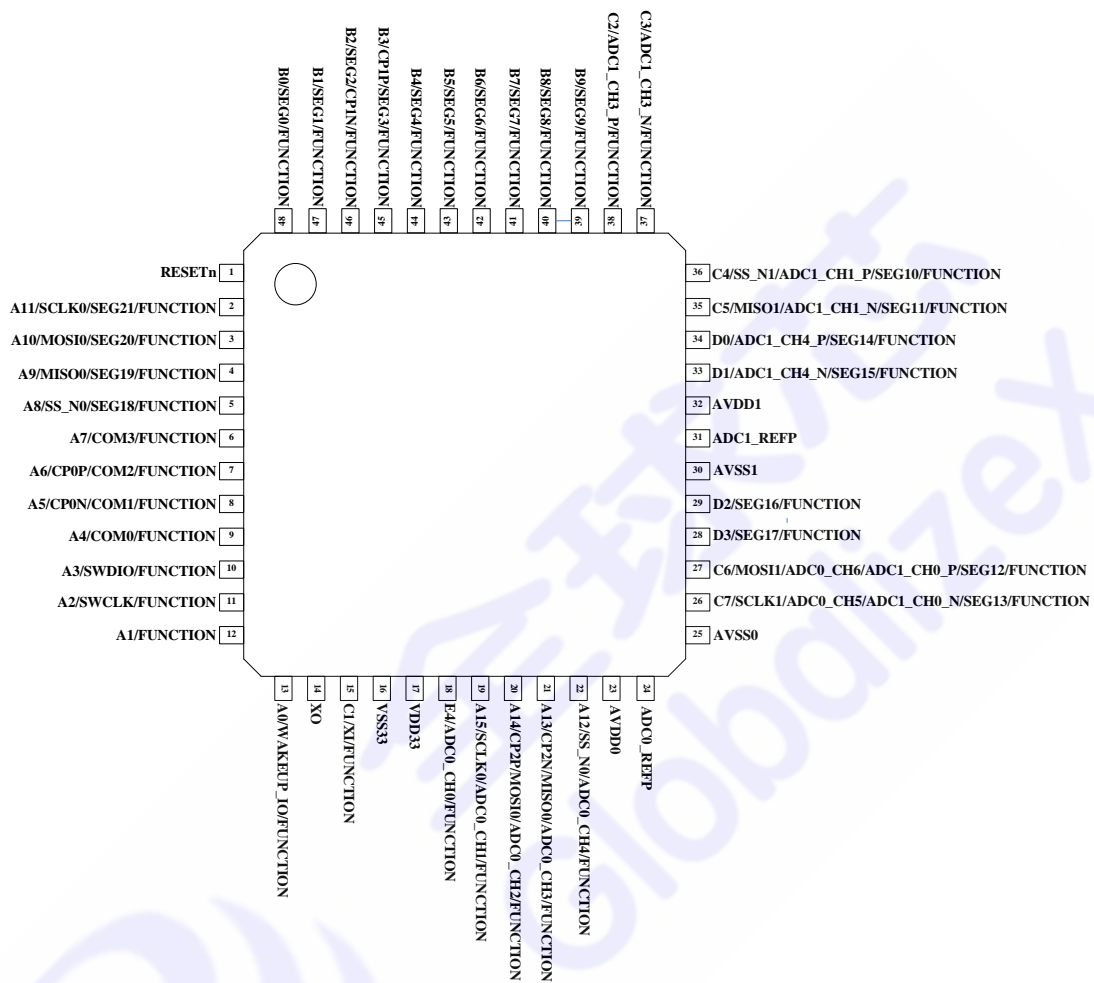 B0/SEG0/FUNCTION
B1/SEG1/FUNCTION
B2/SEG2/CP1N/FUNCTION
B3/CP1P/SEG3/FUNCTION
B4/SEG4/FUNCTION
B5/SEG5/FUNCTION
B6/SEG6/FUNCTION
B7/SEG7/FUNCTION
B8/SEG8/FUNCTION
B9/SEG9/FUNCTION
C2/ADC1_CH3_P/FUNCTION
C3/ADC1_CH3_N/FUNCTION
48
47
46
45
44
43
42
41
40
39
38
37
RESETn 1
A11/SCLK0/SEG21/FUNCTION 2
A10/MOSI0/SEG20/FUNCTION 3
A9/MISO0/SEG19/FUNCTION 4
A8/SS_N0/SEG18/FUNCTION 5
A7/COM3/FUNCTION 6
A6/CP0P/COM2/FUNCTION 7
A5/CP0N/COM1/FUNCTION 8
A4/COM0/FUNCTION 9
A3/SWDIO/FUNCTION 10
A2/SWCLK/FUNCTION 11
A1/FUNCTION 12
36 C4/SS_N1/ADC1_CH1_P/SEG10/FUNCTION
35 C5/MISO1/ADC1_CH1_N/SEG11/FUNCTION
34 D0/ADC1_CH4_P/SEG14/FUNCTION
33 D1/ADC1_CH4_N/SEG15/FUNCTION
32 AVDD1
31 ADC1_REFP
30 AVSS1
29 D2/SEG16/FUNCTION
28 D3/SEG17/FUNCTION
27 C6/MOSI1/ADC0_CH6/ADC1_CH0_P/SEG12/FUNCTION
26 C7/SCLK1/ADC0_CH5/ADC1_CH0_N/SEG13/FUNCTION
25 AVSS0
13
14
15
16
17
18
19
20
21
22
23
24
A0/WAKEUP_IO/FUNCTION
XO
C1/XI/FUNCTION
VSS33
VDD33
E4/ADC0_CH0/FUNCTION
A15/SCLK0/ADC0_CH1/FUNCTION
A14/CP2P/MOSI0/ADC0_CH2/FUNCTION
A13/CP2N/MISO0/ADC0_CH3/FUNCTION
A12/SS_N0/ADC0_CH4/FUNCTION
AVDD0
ADC0_REFP
全球芯
Globalizex